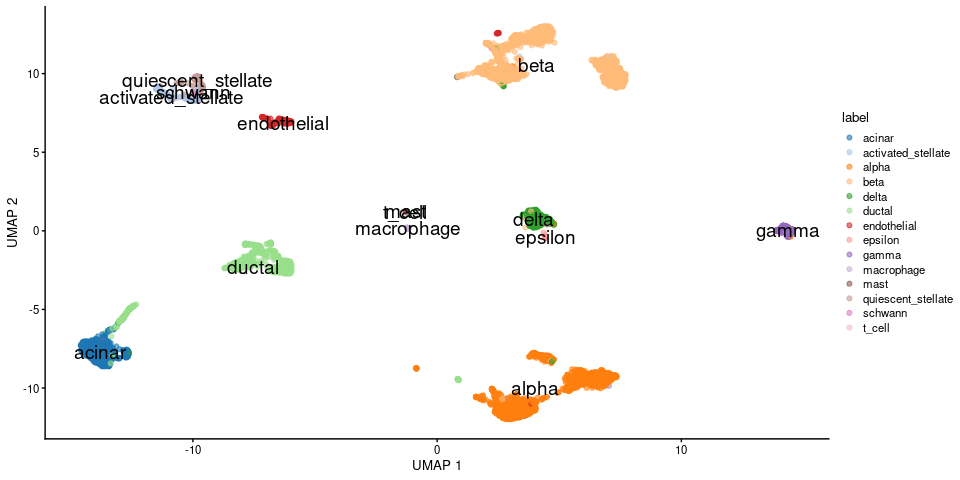 quiescent_stellate
schwann
activated_stellate
endothelial
beta
mast
t_cell
macrophage
delta
epsilon
gamma
ductal
acinar
alpha
10
5
0
-5
-10
UMAP 2
-10
0
10
UMAP 1
label
acinar
activated_stellate
alpha
beta
delta
ductal
endothelial
epsilon
gamma
macrophage
mast
quiescent_stellate
schwann
t_cell